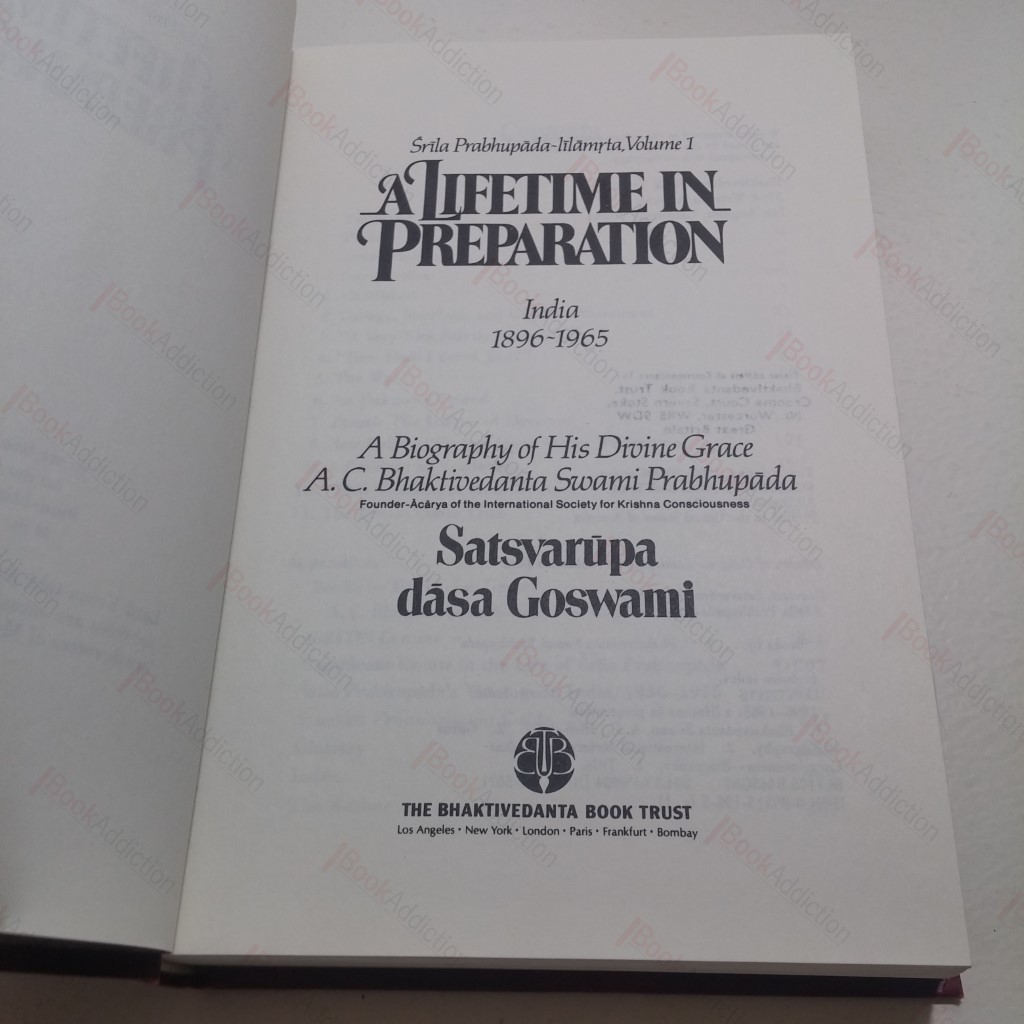 Śrīla Prabhupāda-līlāmṛta, Volume 1
A LIFETIME IN
PREPARATION
India
1896-1965
A Biography of His Divine Grace
A. C. Bhaktivedanta Swami Prabhupāda
Founder-Ācārya of the International Society for Krishna Consciousness
Satsvarūpa
dāsa Goswami
BBT
THE BHAKTIVEDANTA BOOK TRUST
Los Angeles • New York • London • Paris • Frankfurt • Bombay
BookAddiction